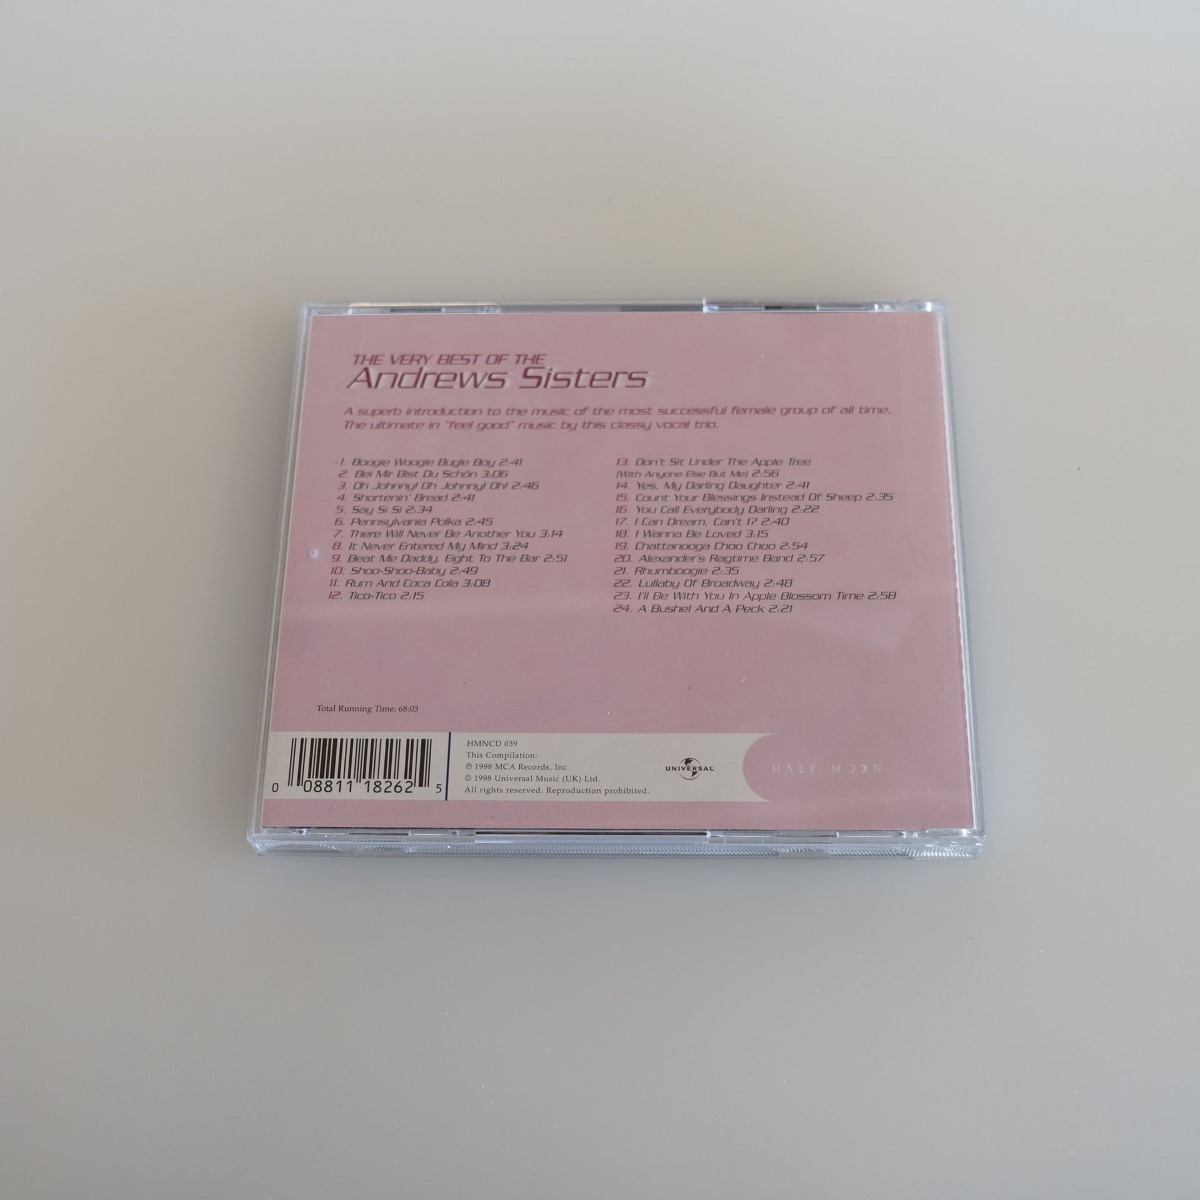 THE VERY BEST OF THE
Andrews Sisters
A superb introduction to the music of the most successful female group of all time.
The ultimate in "feel good" music by this classy vocal trio.
1. Boogie Woogie Bugle Boy 2:41
2. Bei Mir Bist Du Schön 3:06
3. Oh Johnny! Oh Johnny! Oh! 2:46
4. Shortenin' Bread 2:41
5. Say Si Si 2:34
6. Pennsylvania Polka 2:45
7. There Will Never Be Another You 3:14
8. It Never Entered My Mind 3:24
9. Beat Me Daddy, Eight To The Bar 2:51
10. Shoo-Shoo-Baby 2:49
11. Rum And Coca Cola 3:08
12. Tico-Tico 2:15
13. Don't Sit Under The Apple Tree
(With Anyone Else But Me) 2:56
14. Yes, My Darling Daughter 2:41
15. Count Your Blessings Instead Of Sheep 2:35
16. You Call Everybody Darling 2:22
17. I Can Dream, Can't I? 2:40
18. I Wanna Be Loved 3:15
19. Chattanooga Choo Choo 2:54
20. Alexander's Ragtime Band 2:57
21. Rhumboogie 2:35
22. Lullaby Of Broadway 2:48
23. I'll Be With You In Apple Blossom Time 2:58
24. A Bushel And A Peck 2:21
Total Running Time: 68:03
0 08811 18262 5
HMNCD 039
This Compilation:
℗ 1998 MCA Records, Inc.
© 1998 Universal Music (UK) Ltd.
All rights reserved. Reproduction prohibited.
UNIVERSAL
HALF MOON